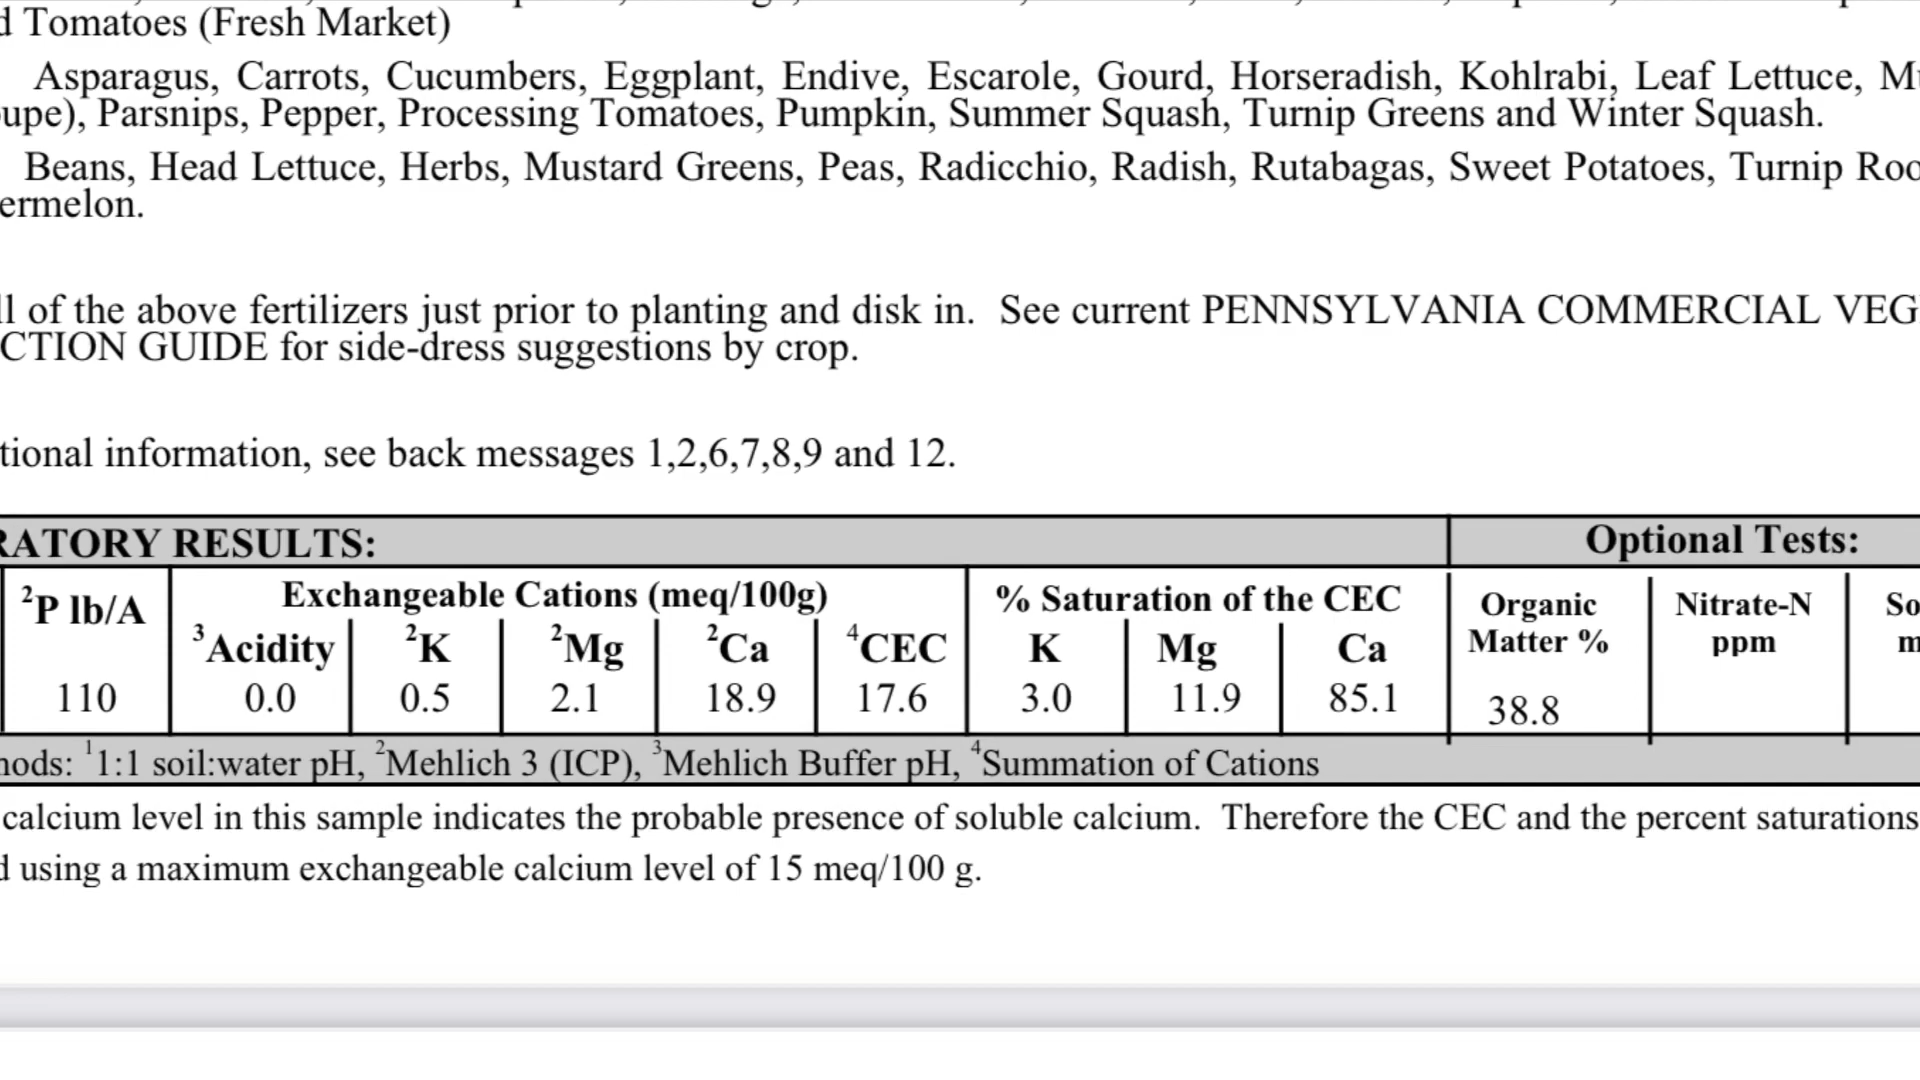 Tomatoes (Fresh Market)
Asparagus, Carrots, Cucumbers, Eggplant, Endive, Escarole, Gourd, Horseradish, Kohlrabi, Leaf Lettuce,
upe), Parsnips, Pepper, Processing Tomatoes, Pumpkin, Summer Squash, Turnip Greens and Winter Squash.
Beans, Head Lettuce, Herbs, Mustard Greens, Peas, Radicchio, Radish, Rutabagas, Sweet Potatoes, Turnip Roo
ermelon.
ll of the above fertilizers just prior to planting and disk in. See current PENNSYLVANIA COMMERCIAL VEG
CTION GUIDE for side-dress suggestions by crop.
tional information, see back messages 1,2,6,7,8,9 and 12.
RATORY RESULTS:
Optional Tests:
²P lb/A
Exchangeable Cations (meq/100g)
% Saturation of the CEC
Organic
Nitrate-N
So
³Acidity ²K ²Mg ²Ca ⁴CEC K Mg Ca
Matter %
ppm
m
110 0.0 0.5 2.1 18.9 17.6 3.0 11.9 85.1 38.8
hods: ¹1:1 soil:water pH, ²Mehlich 3 (ICP), ³Mehlich Buffer pH, ⁴Summation of Cations
calcium level in this sample indicates the probable presence of soluble calcium. Therefore the CEC and the percent saturations
d using a maximum exchangeable calcium level of 15 meq/100 g.